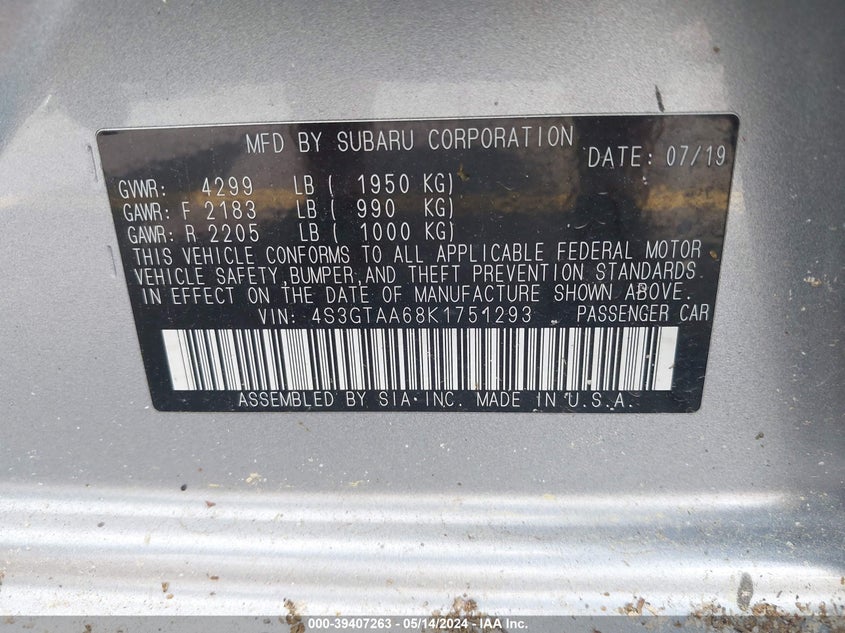 MFD BY SUBARU CORPORATION
DATE: 07/19
GVWR: 4299 LB ( 1950 KG)
GAWR: F 2183 LB ( 990 KG)
GAWR: R 2205 LB ( 1000 KG)
THIS VEHICLE CONFORMS TO ALL APPLICABLE FEDERAL MOTOR
VEHICLE SAFETY,BUMPER,AND THEFT PREVENTION STANDARDS
IN EFFECT ON THE DATE OF MANUFACTURE SHOWN ABOVE.
VIN: 4S3GTAA68K1751293 PASSENGER CAR
ASSEMBLED BY SIA·INC. MADE IN U.S.A.
000-39407263 - 05/14/2024 - IAA Inc.